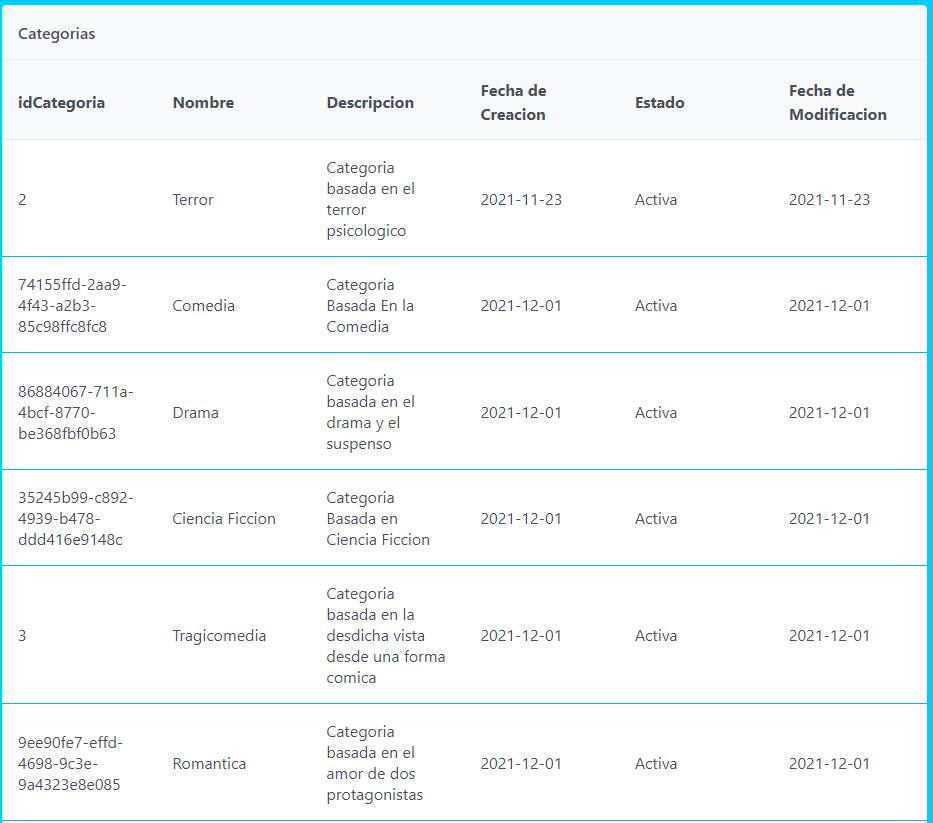 Categorias
idCategoria Nombre Descripcion Fecha de Creacion Estado Fecha de Modificacion
2 Terror Categoria basada en el terror psicologico 2021-11-23 Activa 2021-11-23
74155ffd-2aa9-4f43-a2b3-85c98ffc8fc8 Comedia Categoria Basada En la Comedia 2021-12-01 Activa 2021-12-01
86884067-711a-4bcf-8770-be368fbf0b63 Drama Categoria basada en el drama y el suspenso 2021-12-01 Activa 2021-12-01
35245b99-c892-4939-b478-ddd416e9148c Ciencia Ficcion Categoria Basada en Ciencia Ficcion 2021-12-01 Activa 2021-12-01
3 Tragicomedia Categoria basada en la desdicha vista desde una forma comica 2021-12-01 Activa 2021-12-01
9ee90fe7-effd-4698-9c3e-9a4323e8e085 Romantica Categoria basada en el amor de dos protagonistas 2021-12-01 Activa 2021-12-01